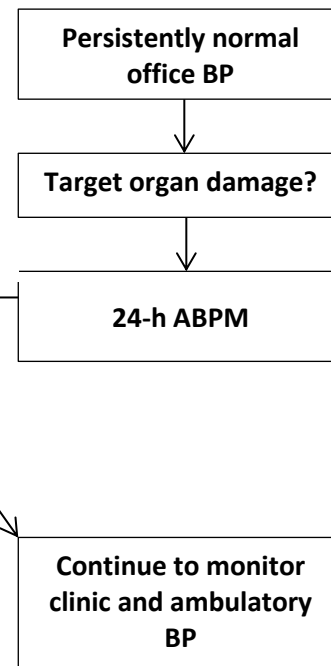 Persistently normal
office BP
Target organ damage?
24-h ABPM
Continue to monitor
clinic and ambulatory
BP